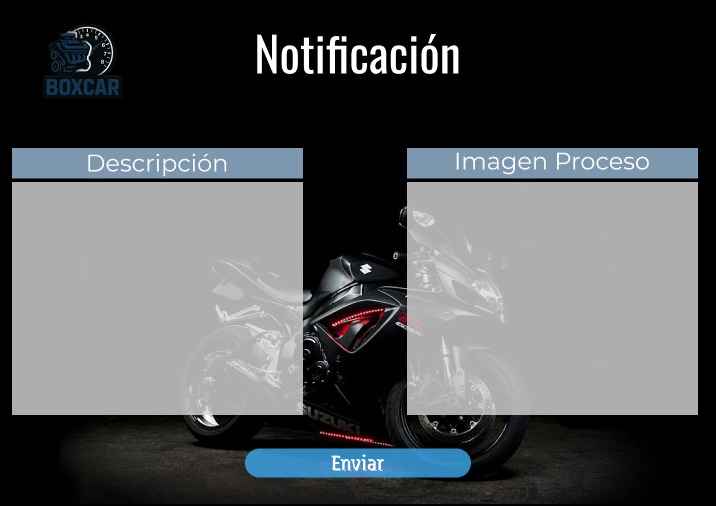 Notificación
BOXCAR
Descripción
Imagen Proceso
SUZUKI
Enviar